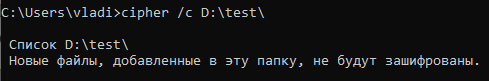 C:\Users\vladi>cipher /c D:\test\
Список D:\test\
Новые файлы, добавленные в эту папку, не будут зашифрованы.